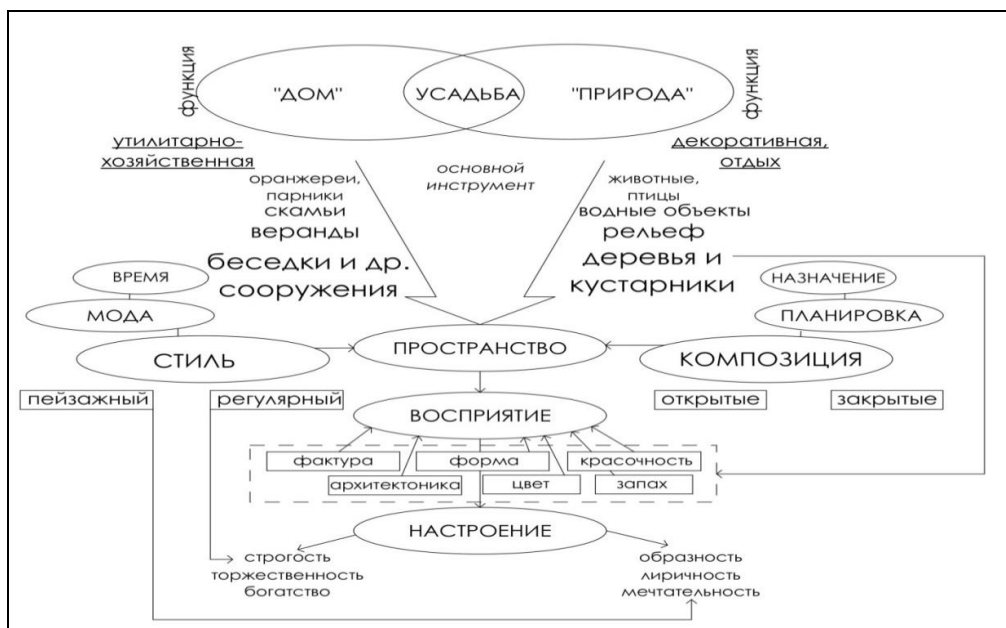 функция
функция
"ДОМ"
УСАДЬБА
"ПРИРОДА"
утилитарно-
хозяйственная
декоративная,
отдых
основной
инструмент
оранжереи,
парники
скамьи
веранды
беседки и др.
сооружения
животные,
птицы
водные объекты
рельеф
деревья и
кустарники
ВРЕМЯ
МОДА
СТИЛЬ
НАЗНАЧЕНИЕ
ПЛАНИРОВКА
КОМПОЗИЦИЯ
ПРОСТРАНСТВО
пейзажный
регулярный
открытые
закрытые
ВОСПРИЯТИЕ
фактура
форма
красочность
архитектоника
цвет
запах
НАСТРОЕНИЕ
строгость
торжественность
богатство
образность
лиричность
мечтательность